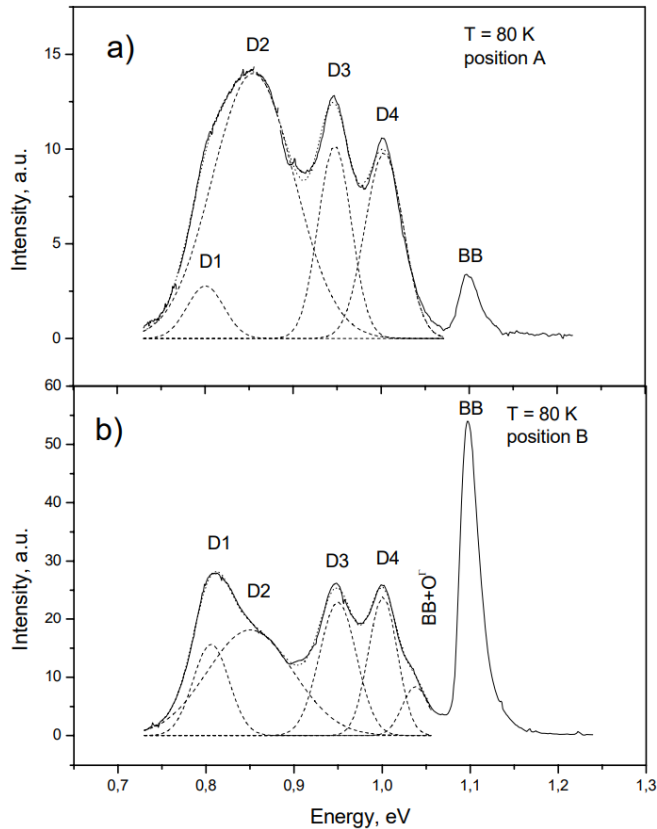 a)
T = 80 K
position A
D2
D3
D4
D1
BB
15
10
5
0
Intensity, a.u.
b)
T = 80 K
position B
BB
D1
D2
D3
D4
BB+O^Γ
60
50
40
30
20
10
0
Intensity, a.u.
0,7 0,8 0,9 1,0 1,1 1,2 1,3
Energy, eV